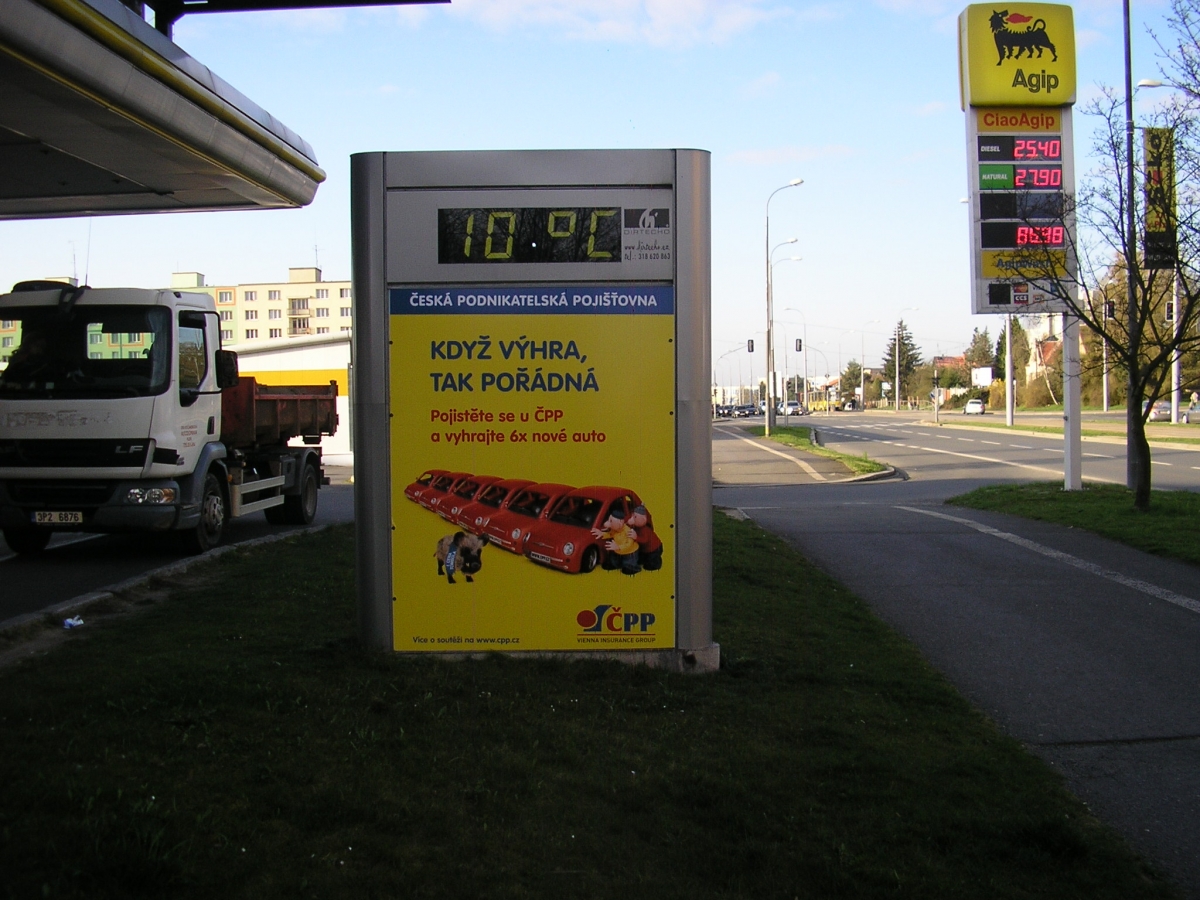 10 °C
DIRTECHO
www.dirtecho.cz
tel.: 318 620 863
ČESKÁ PODNIKATELSKÁ POJIŠŤOVNA
KDYŽ VÝHRA,
TAK POŘÁDNÁ
Pojistěte se u ČPP
a vyhrajte 6x nové auto
ČPP
VIENNA INSURANCE GROUP
Více o soutěži na www.cpp.cz
Agip
CiaoAgip
DIESEL 25.40
NATURAL 27.90
LF
3P2 6876